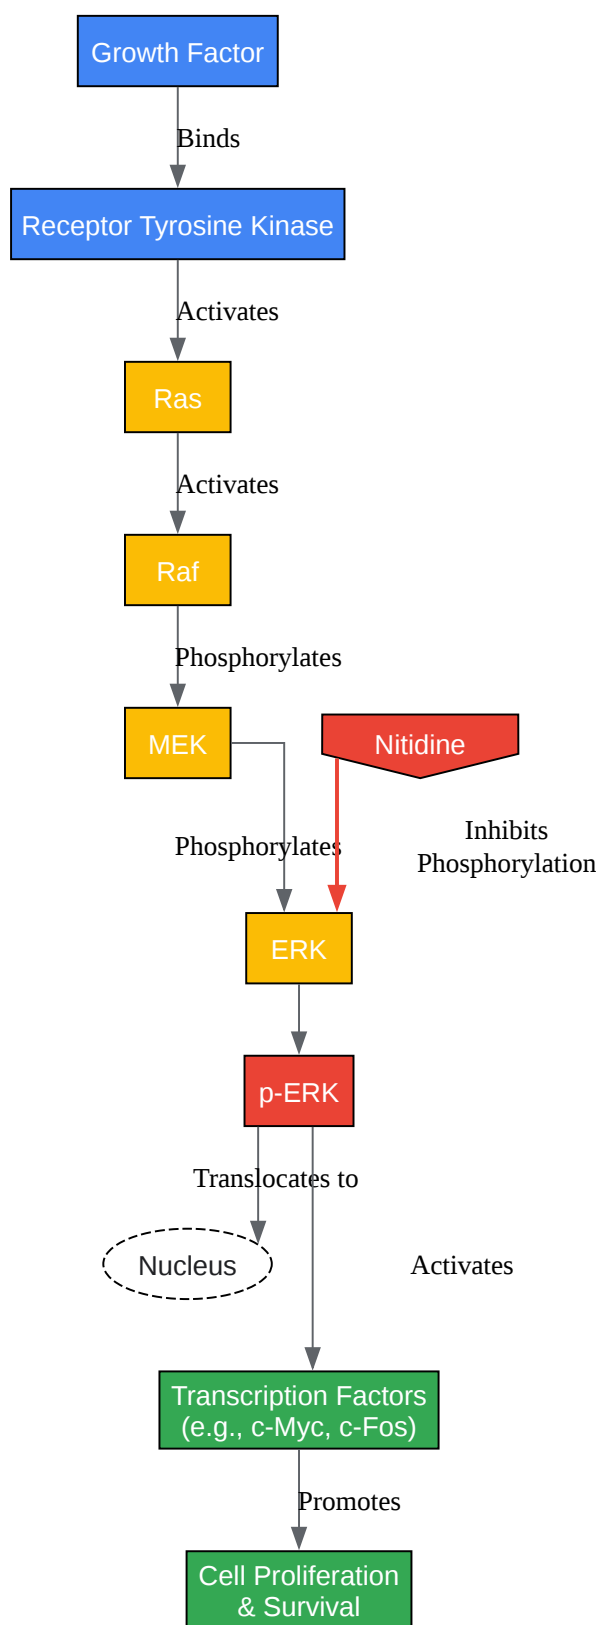 Growth Factor
Binds
Receptor Tyrosine Kinase
Activates
Ras
Activates
Raf
Phosphorylates
MEK
Nitidine
Phosphorylates
Inhibits
Phosphorylation
ERK
p-ERK
Translocates to
Nucleus
Activates
Transcription Factors
(e.g., c-Myc, c-Fos)
Promotes
Cell Proliferation
& Survival